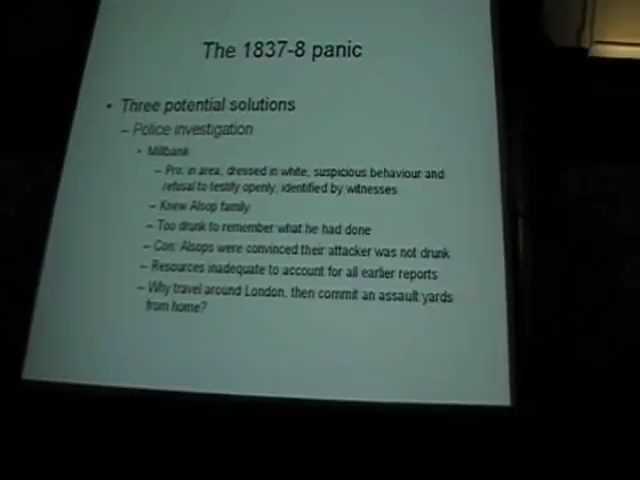 The 1837-8 panic
• Three potential solutions
– Police investigation
• Millbank
– Pro: in area, dressed in white, suspicious behaviour and
refusal to testify openly, identified by witnesses
– Knew Alsop family
– Too drunk to remember what he had done
– Con: Alsops were convinced their attacker was not drunk
– Resources inadequate to account for all earlier reports
– Why travel around London, then commit an assault yards
from home?